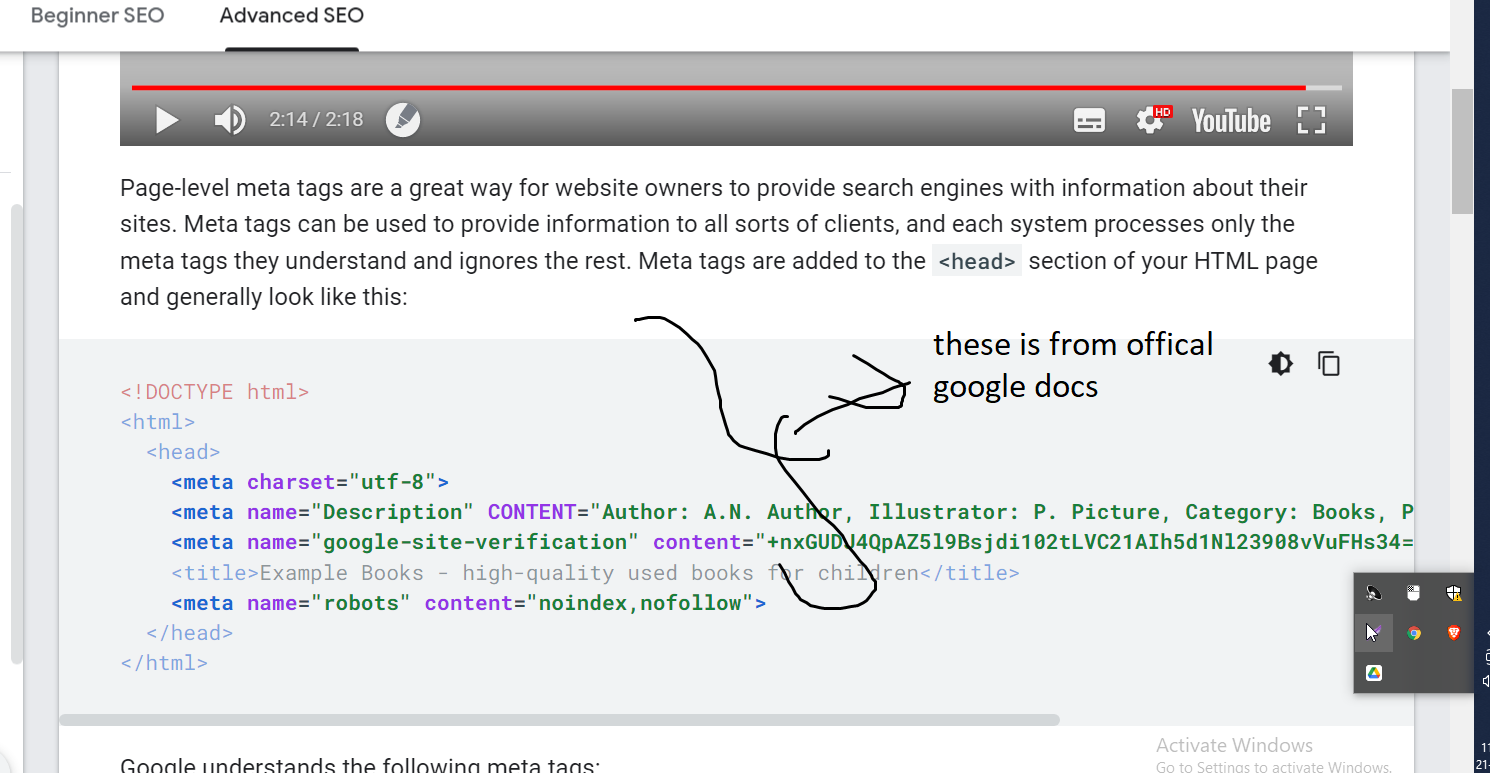 Beginner SEO
Advanced SEO
2:14 / 2:18
HD
YouTube
Page-level meta tags are a great way for website owners to provide search engines with information about their
sites. Meta tags can be used to provide information to all sorts of clients, and each system processes only the
meta tags they understand and ignores the rest. Meta tags are added to the <head> section of your HTML page
and generally look like this:
these is from offical
google docs
<!DOCTYPE html>
<html>
<head>
<meta charset="utf-8">
<meta name="Description" CONTENT="Author: A.N. Author, Illustrator: P. Picture, Category: Books, P
<meta name="google-site-verification" content="+nxGUDJ4QpAZ5l9Bsjdi102tLVC21AIh5d1Nl23908vVuFHs34=
<title>Example Books - high-quality used books for children</title>
<meta name="robots" content="noindex,nofollow">
</head>
</html>
Google understands the following meta tags:
Activate Windows
Go to Settings to activate Windows.